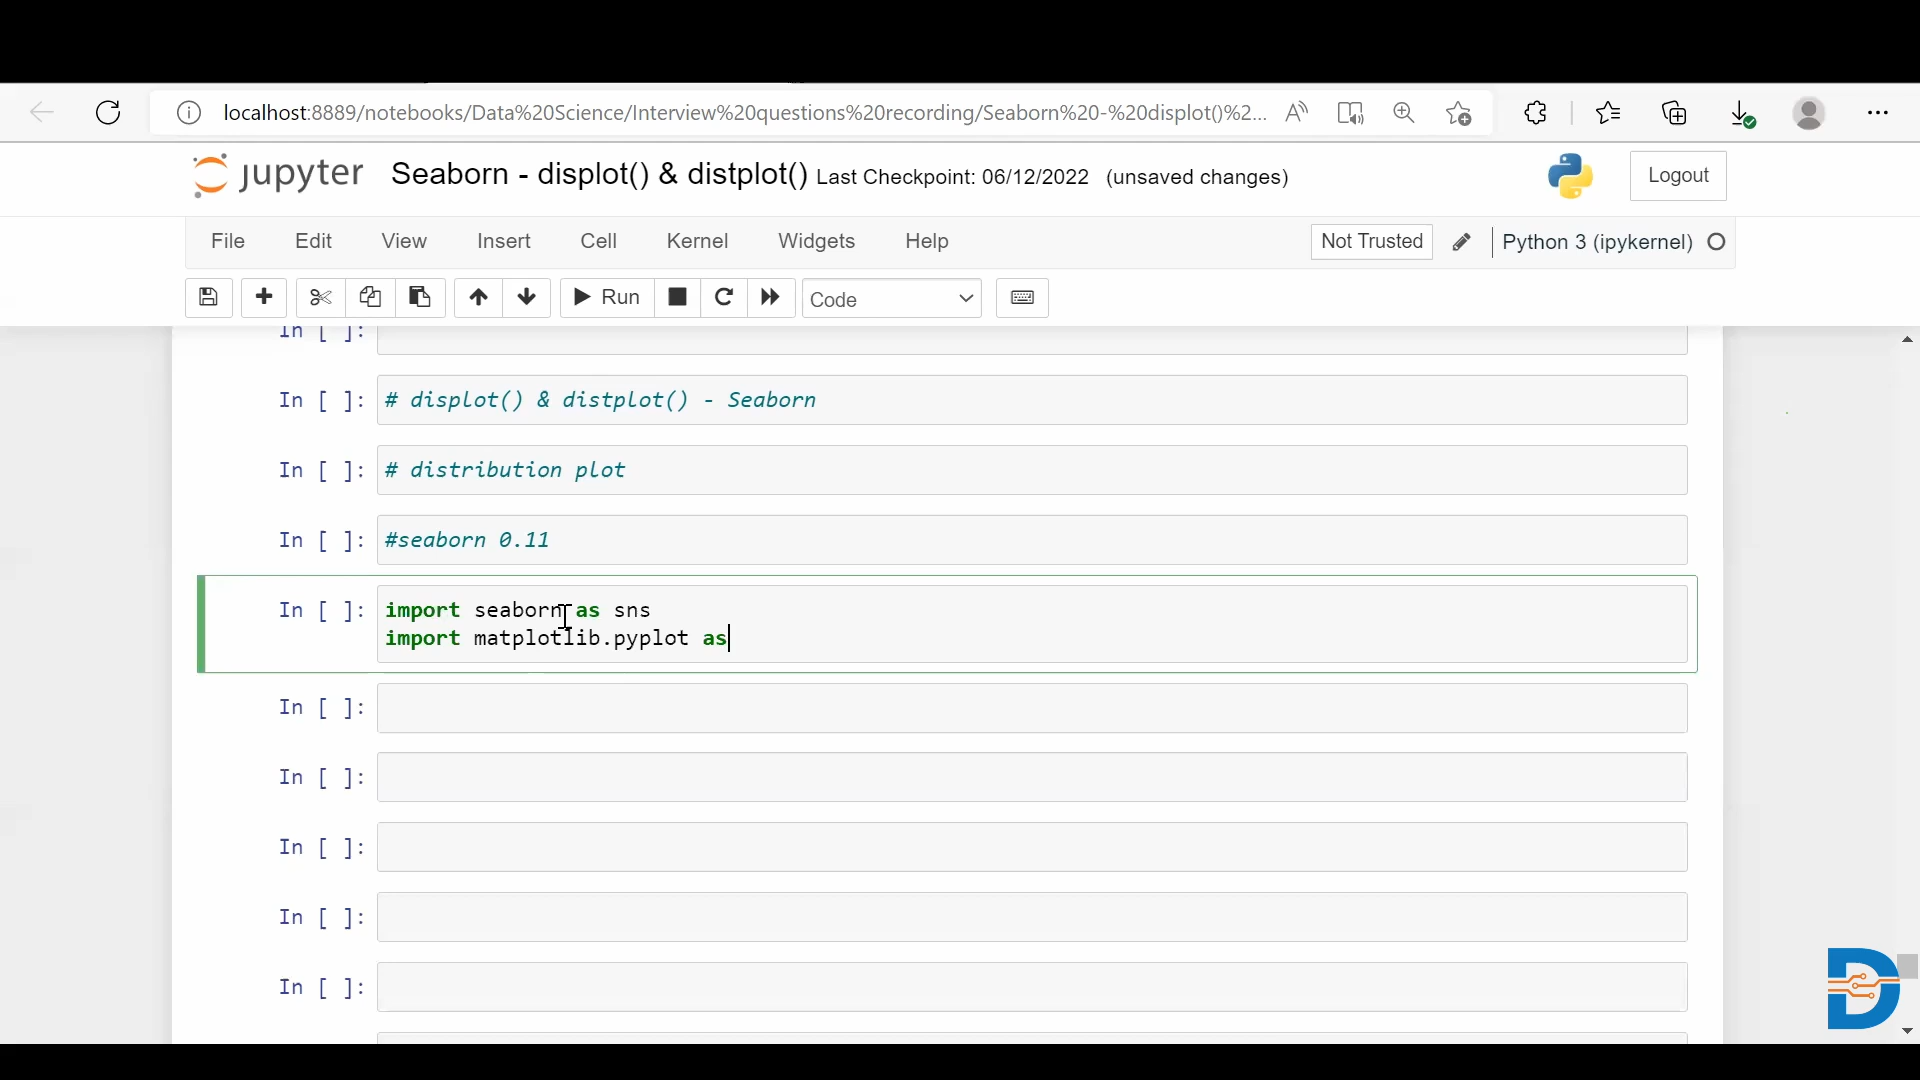 localhost:8889/notebooks/Data%20Science/Interview%20questions%20recording/Seaborn%20-%20displot()%2...
jupyter Seaborn - displot() & distplot() Last Checkpoint: 06/12/2022 (unsaved changes) Logout
File Edit View Insert Cell Kernel Widgets Help Not Trusted Python 3 (ipykernel)
Run Code
In [ ]:
In [ ]: # displot() & distplot() - Seaborn
In [ ]: # distribution plot
In [ ]: #seaborn 0.11
In [ ]: import seaborn as sns
import matplotlib.pyplot as
In [ ]:
In [ ]:
In [ ]:
In [ ]:
In [ ]: